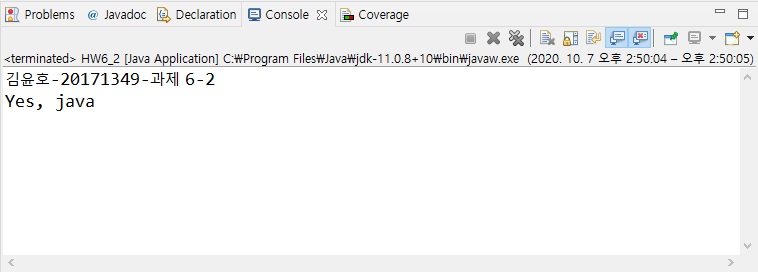 Problems @ Javadoc Declaration Console Coverage
<terminated> HW6_2 [Java Application] C:₩Program Files₩Java₩jdk-11.0.8+10₩bin₩javaw.exe (2020. 10. 7 오후 2:50:04 – 오후 2:50:05)
김윤호-20171349-과제 6-2
Yes, java